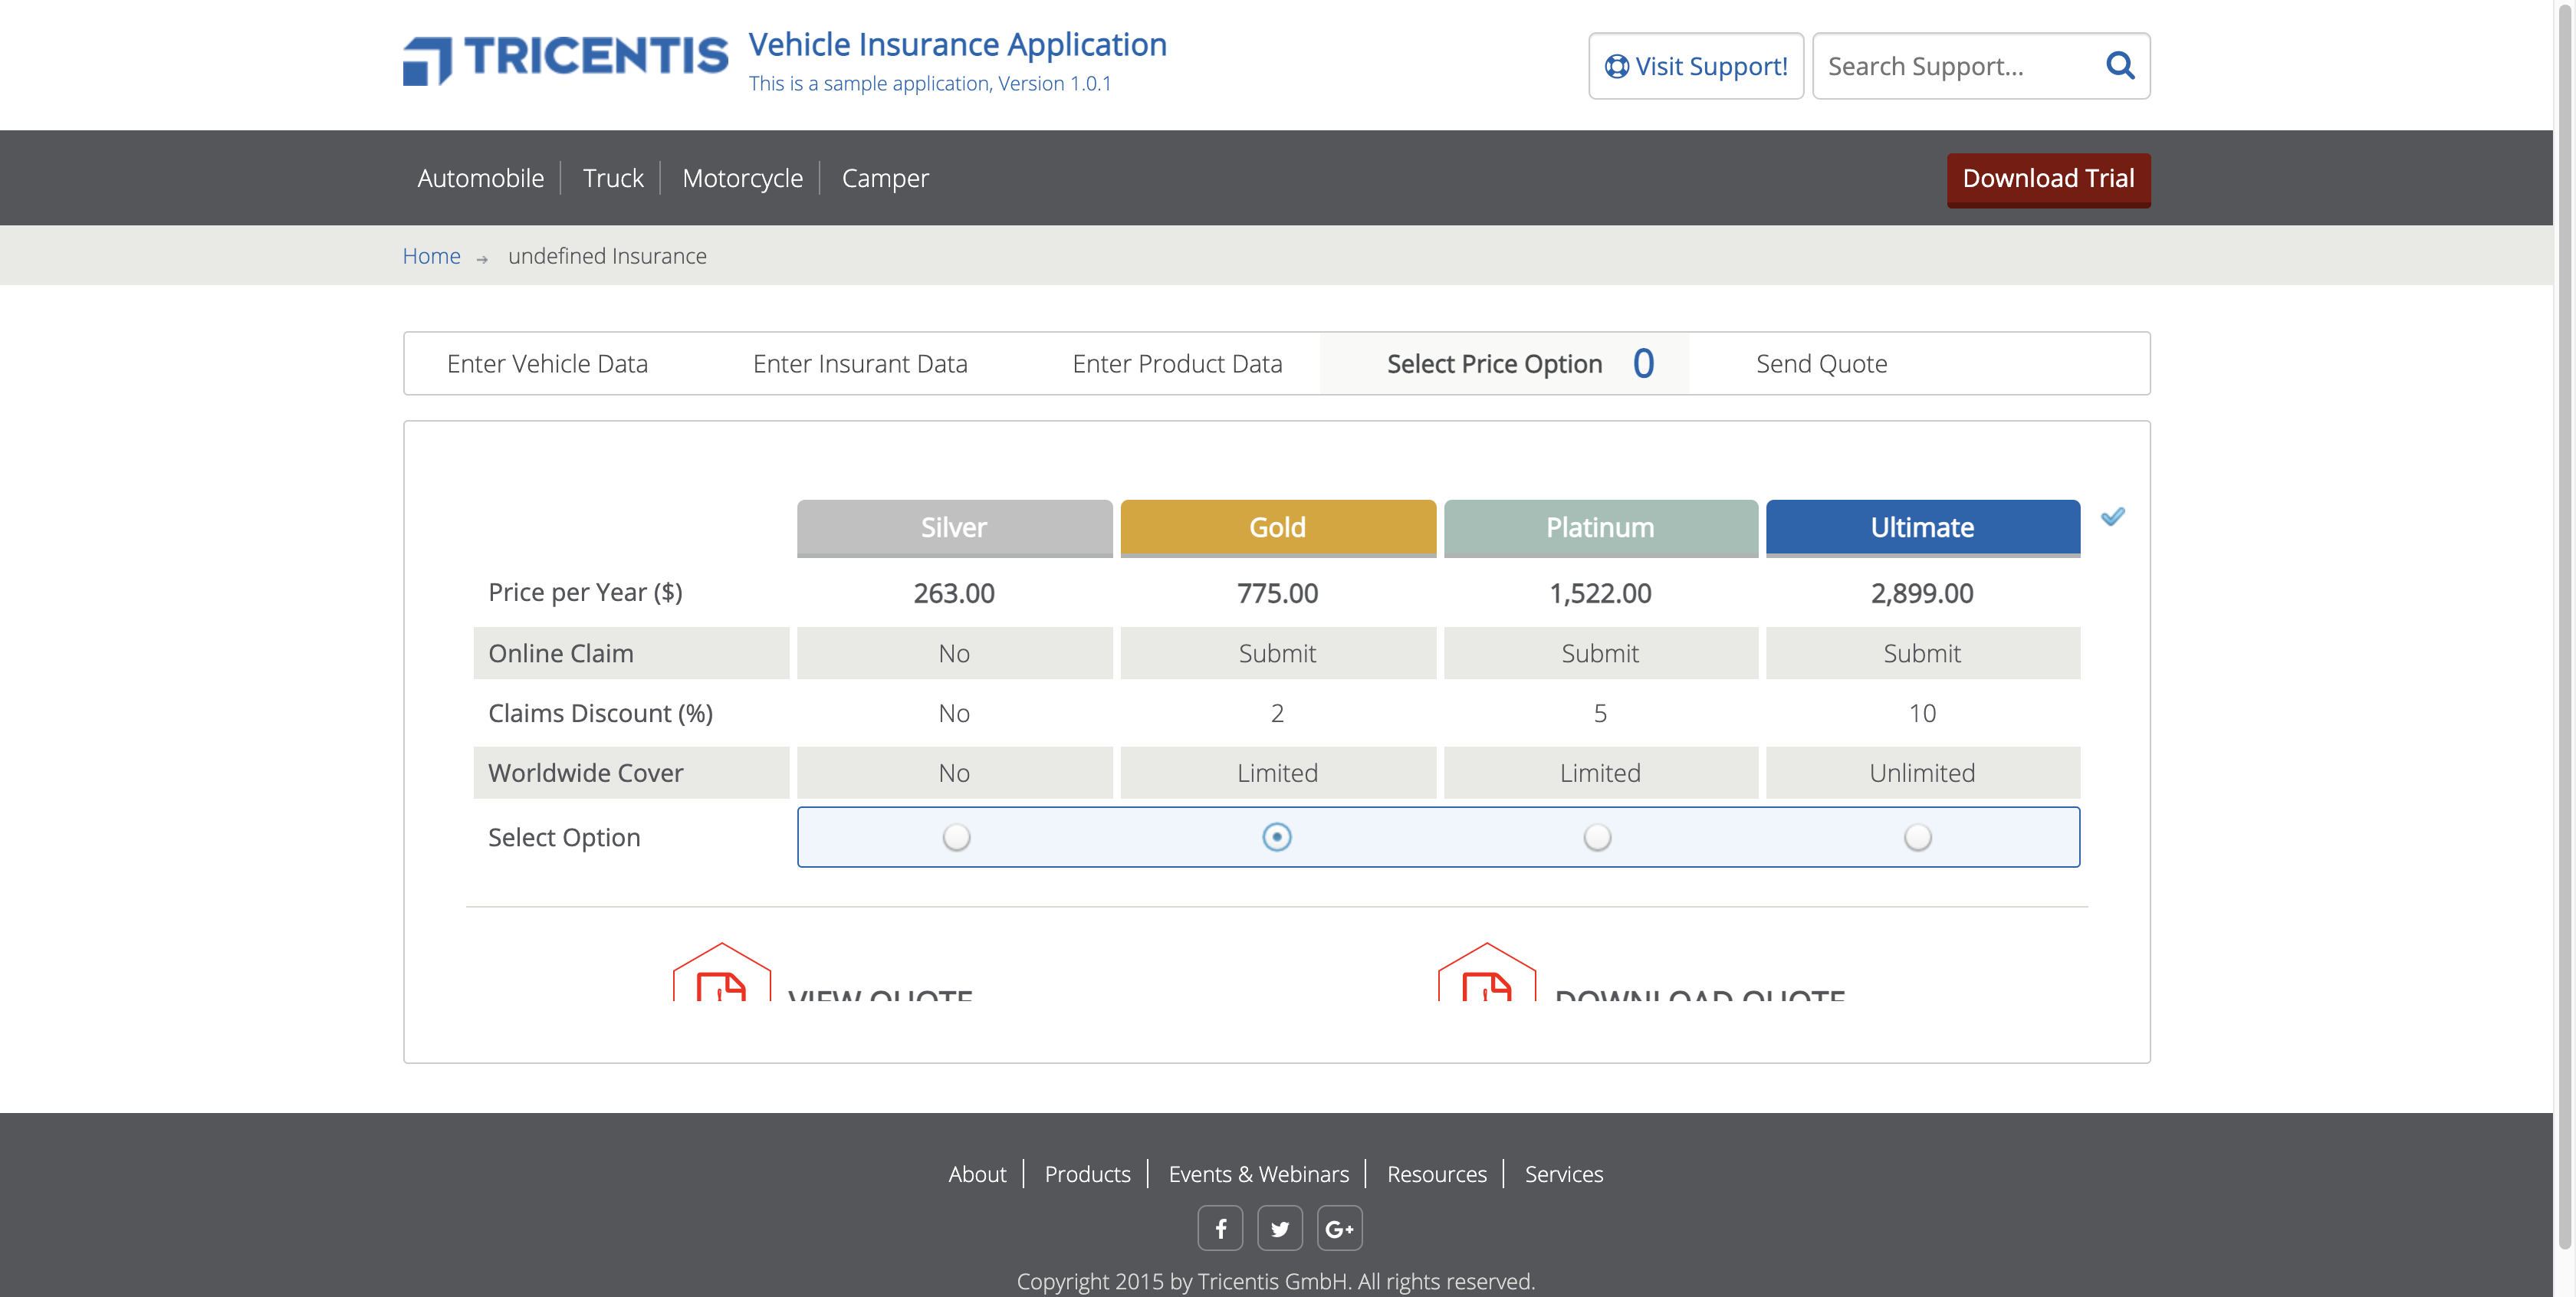 TRICENTIS
Vehicle Insurance Application
This is a sample application, Version 1.0.1
Visit Support!
Search Support...
Automobile
Truck
Motorcycle
Camper
Download Trial
Home → undefined Insurance
Enter Vehicle Data
Enter Insurant Data
Enter Product Data
Select Price Option 0
Send Quote
Silver Gold Platinum Ultimate
Price per Year ($) 263.00 775.00 1,522.00 2,899.00
Online Claim No Submit Submit Submit
Claims Discount (%) No 2 5 10
Worldwide Cover No Limited Limited Unlimited
Select Option
VIEW QUOTE
DOWNLOAD QUOTE
About
Products
Events & Webinars
Resources
Services
f
G+
Copyright 2015 by Tricentis GmbH. All rights reserved.